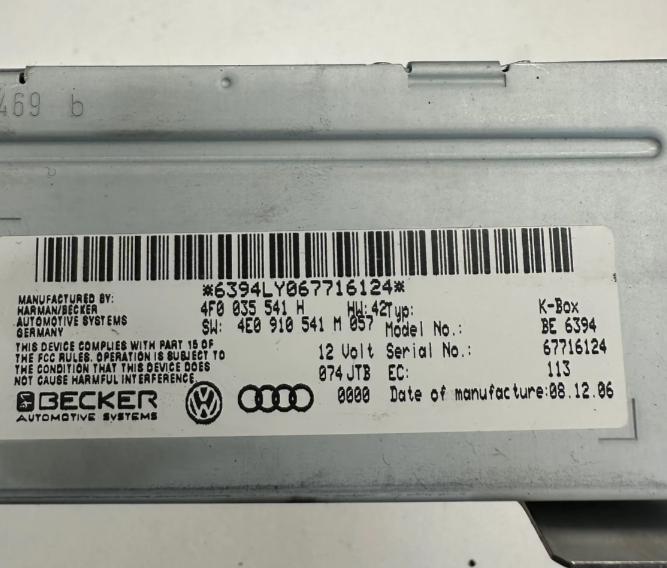 469 b
*6394LY067716124*
MANUFACTURED BY:
HARMAN/BECKER
AUTOMOTIVE SYSTEMS
GERMANY
THIS DEVICE COMPLIES WITH PART 15 OF
THE FCC RULES. OPERATION IS SUBJECT TO
THE CONDITION THAT THIS DEVICE DOES
NOT CAUSE HARMFUL INTERFERENCE.
BECKER
AUTOMOTIVE SYSTEMS
4F0 035 541 H HW:42
SW: 4E0 910 541 M 057
12 Volt
074JTB
0000
Typ: K-Box
Model No.: BE 6394
Serial No.: 67716124
EC: 113
Date of manufacture:08.12.06